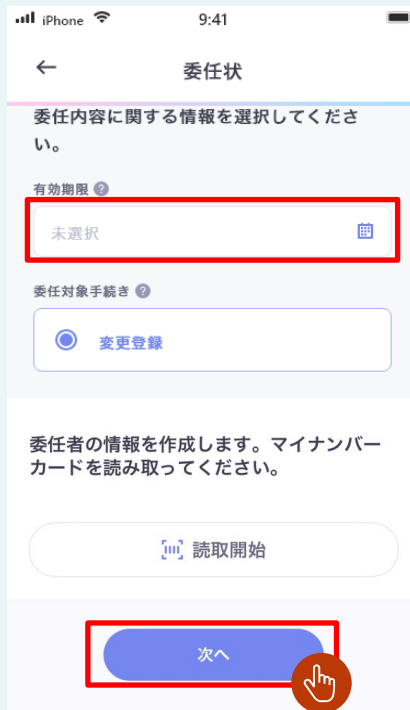 iPhone 9:41
委任状
委任内容に関する情報を選択してくださ
い。
有効期限 ?
未選択
委任対象手続き ?
変更登録
委任者の情報を作成します。マイナンバー
カードを読み取ってください。
読取開始
次へ